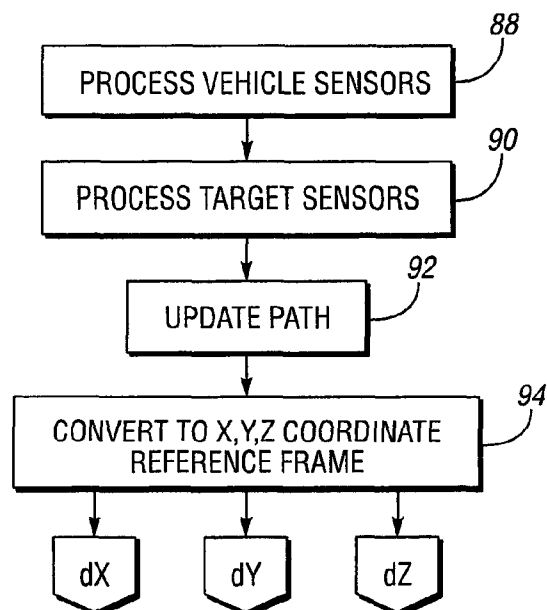 88
PROCESS VEHICLE SENSORS
90
PROCESS TARGET SENSORS
92
UPDATE PATH
94
CONVERT TO X,Y,Z COORDINATE
REFERENCE FRAME
dX
dY
dZ